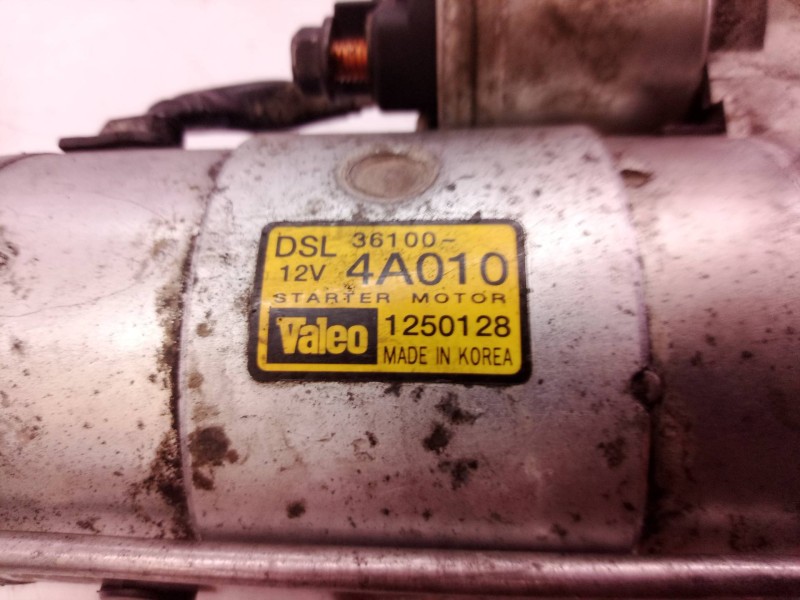 DSL 36100-
12V 4A010
STARTER MOTOR
Valeo 1250128
MADE IN KOREA